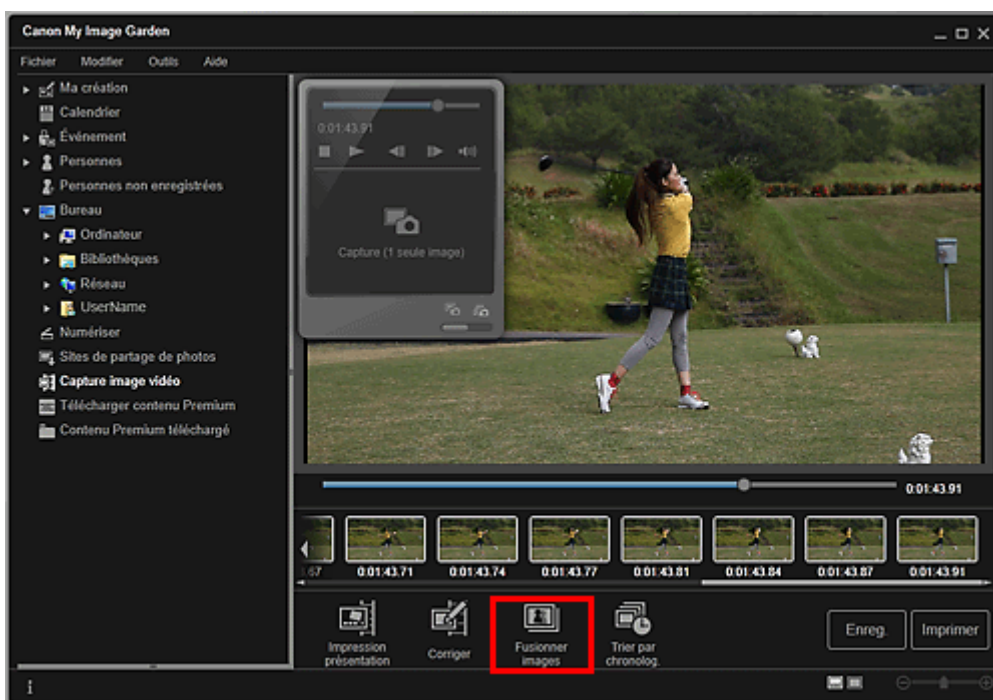 Canon My Image Garden
Fichier Modifier Outils Aide
Ma création
Calendrier
Événement
Personnes
Personnes non enregistrées
Bureau
Ordinateur
Bibliothèques
Réseau
UserName
Numériser
Sites de partage de photos
Capture image vidéo
Télécharger contenu Premium
Contenu Premium téléchargé
0:01:43.91
Capture (1 seule image)
0:01:43.91
3.67 0:01:43.71 0:01:43.74 0:01:43.77 0:01:43.81 0:01:43.84 0:01:43.87 0:01:43.91
Impression
présentation
Corriger
Fusionner
images
Trier par
chronolog.
Enreg.
Imprimer